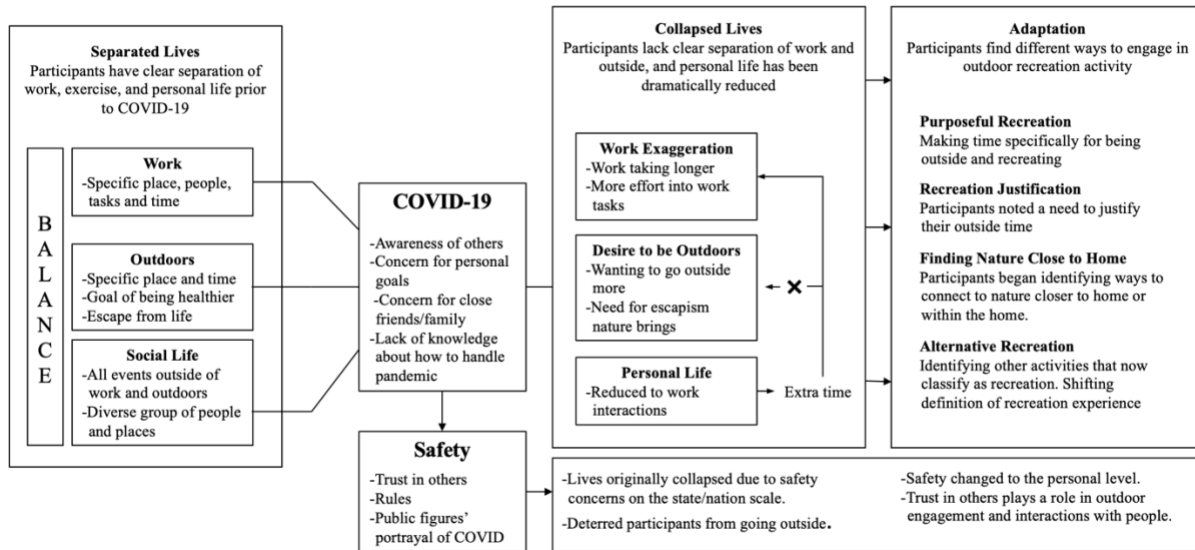 Separated Lives
Participants have clear separation of
work, exercise, and personal life prior
to COVID-19
BALANCE
Work
-Specific place, people,
tasks and time
Outdoors
-Specific place and time
-Goal of being healthier
-Escape from life
Social Life
-All events outside of
work and outdoors
-Diverse group of people
and places
COVID-19
-Awareness of others
-Concern for personal
goals
-Concern for close
friends/family
-Lack of knowledge
about how to handle
pandemic
Safety
-Trust in others
-Rules
-Public figures’
portrayal of COVID
Collapsed Lives
Participants lack clear separation of work and
outside, and personal life has been
dramatically reduced
Work Exaggeration
-Work taking longer
-More effort into work
tasks
Desire to be Outdoors
-Wanting to go outside
more
-Need for escapism
nature brings
Personal Life
-Reduced to work
interactions
Extra time
Adaptation
Participants find different ways to engage in
outdoor recreation activity
Purposeful Recreation
Making time specifically for being
outside and recreating
Recreation Justification
Participants noted a need to justify
their outside time
Finding Nature Close to Home
Participants began identifying ways to
connect to nature closer to home or
within the home.
Alternative Recreation
Identifying other activities that now
classify as recreation. Shifting
definition of recreation experience
-Lives originally collapsed due to safety
concerns on the state/nation scale.
-Deterred participants from going outside.
-Safety changed to the personal level.
-Trust in others plays a role in outdoor
engagement and interactions with people.